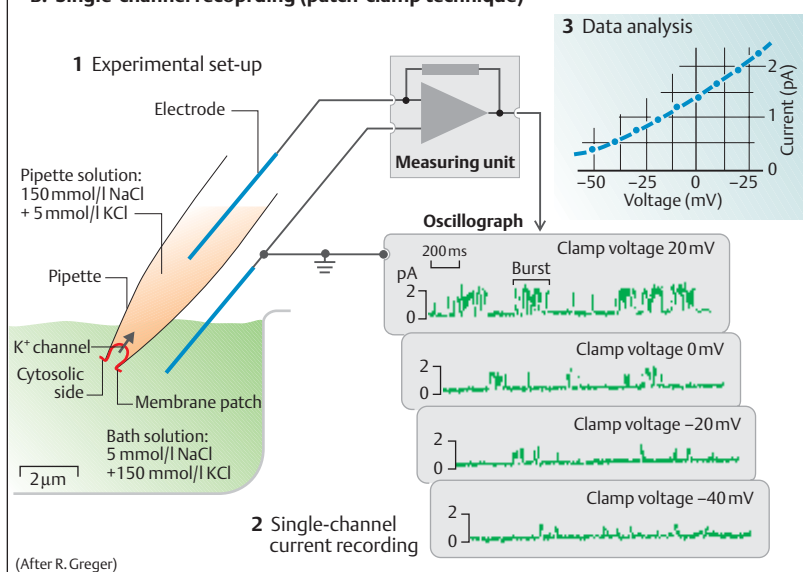 B. Single-channel recoprding (patch-clamp technique)
1 Experimental set-up
Electrode
Pipette solution:
150 mmol/l NaCl
+ 5 mmol/l KCl
Pipette
K⁺ channel
Cytosolic
side
Membrane patch
Bath solution:
5 mmol/l NaCl
+150 mmol/l KCl
2 µm
(After R. Greger)
Measuring unit
Oscillograph
Clamp voltage 20 mV
200 ms
Burst
pA
2
0
Clamp voltage 0 mV
2
0
Clamp voltage –20 mV
2
0
Clamp voltage –40 mV
2
0
2 Single-channel
current recording
3 Data analysis
2
1
0
Current (pA)
–50 –25 0 –25
Voltage (mV)